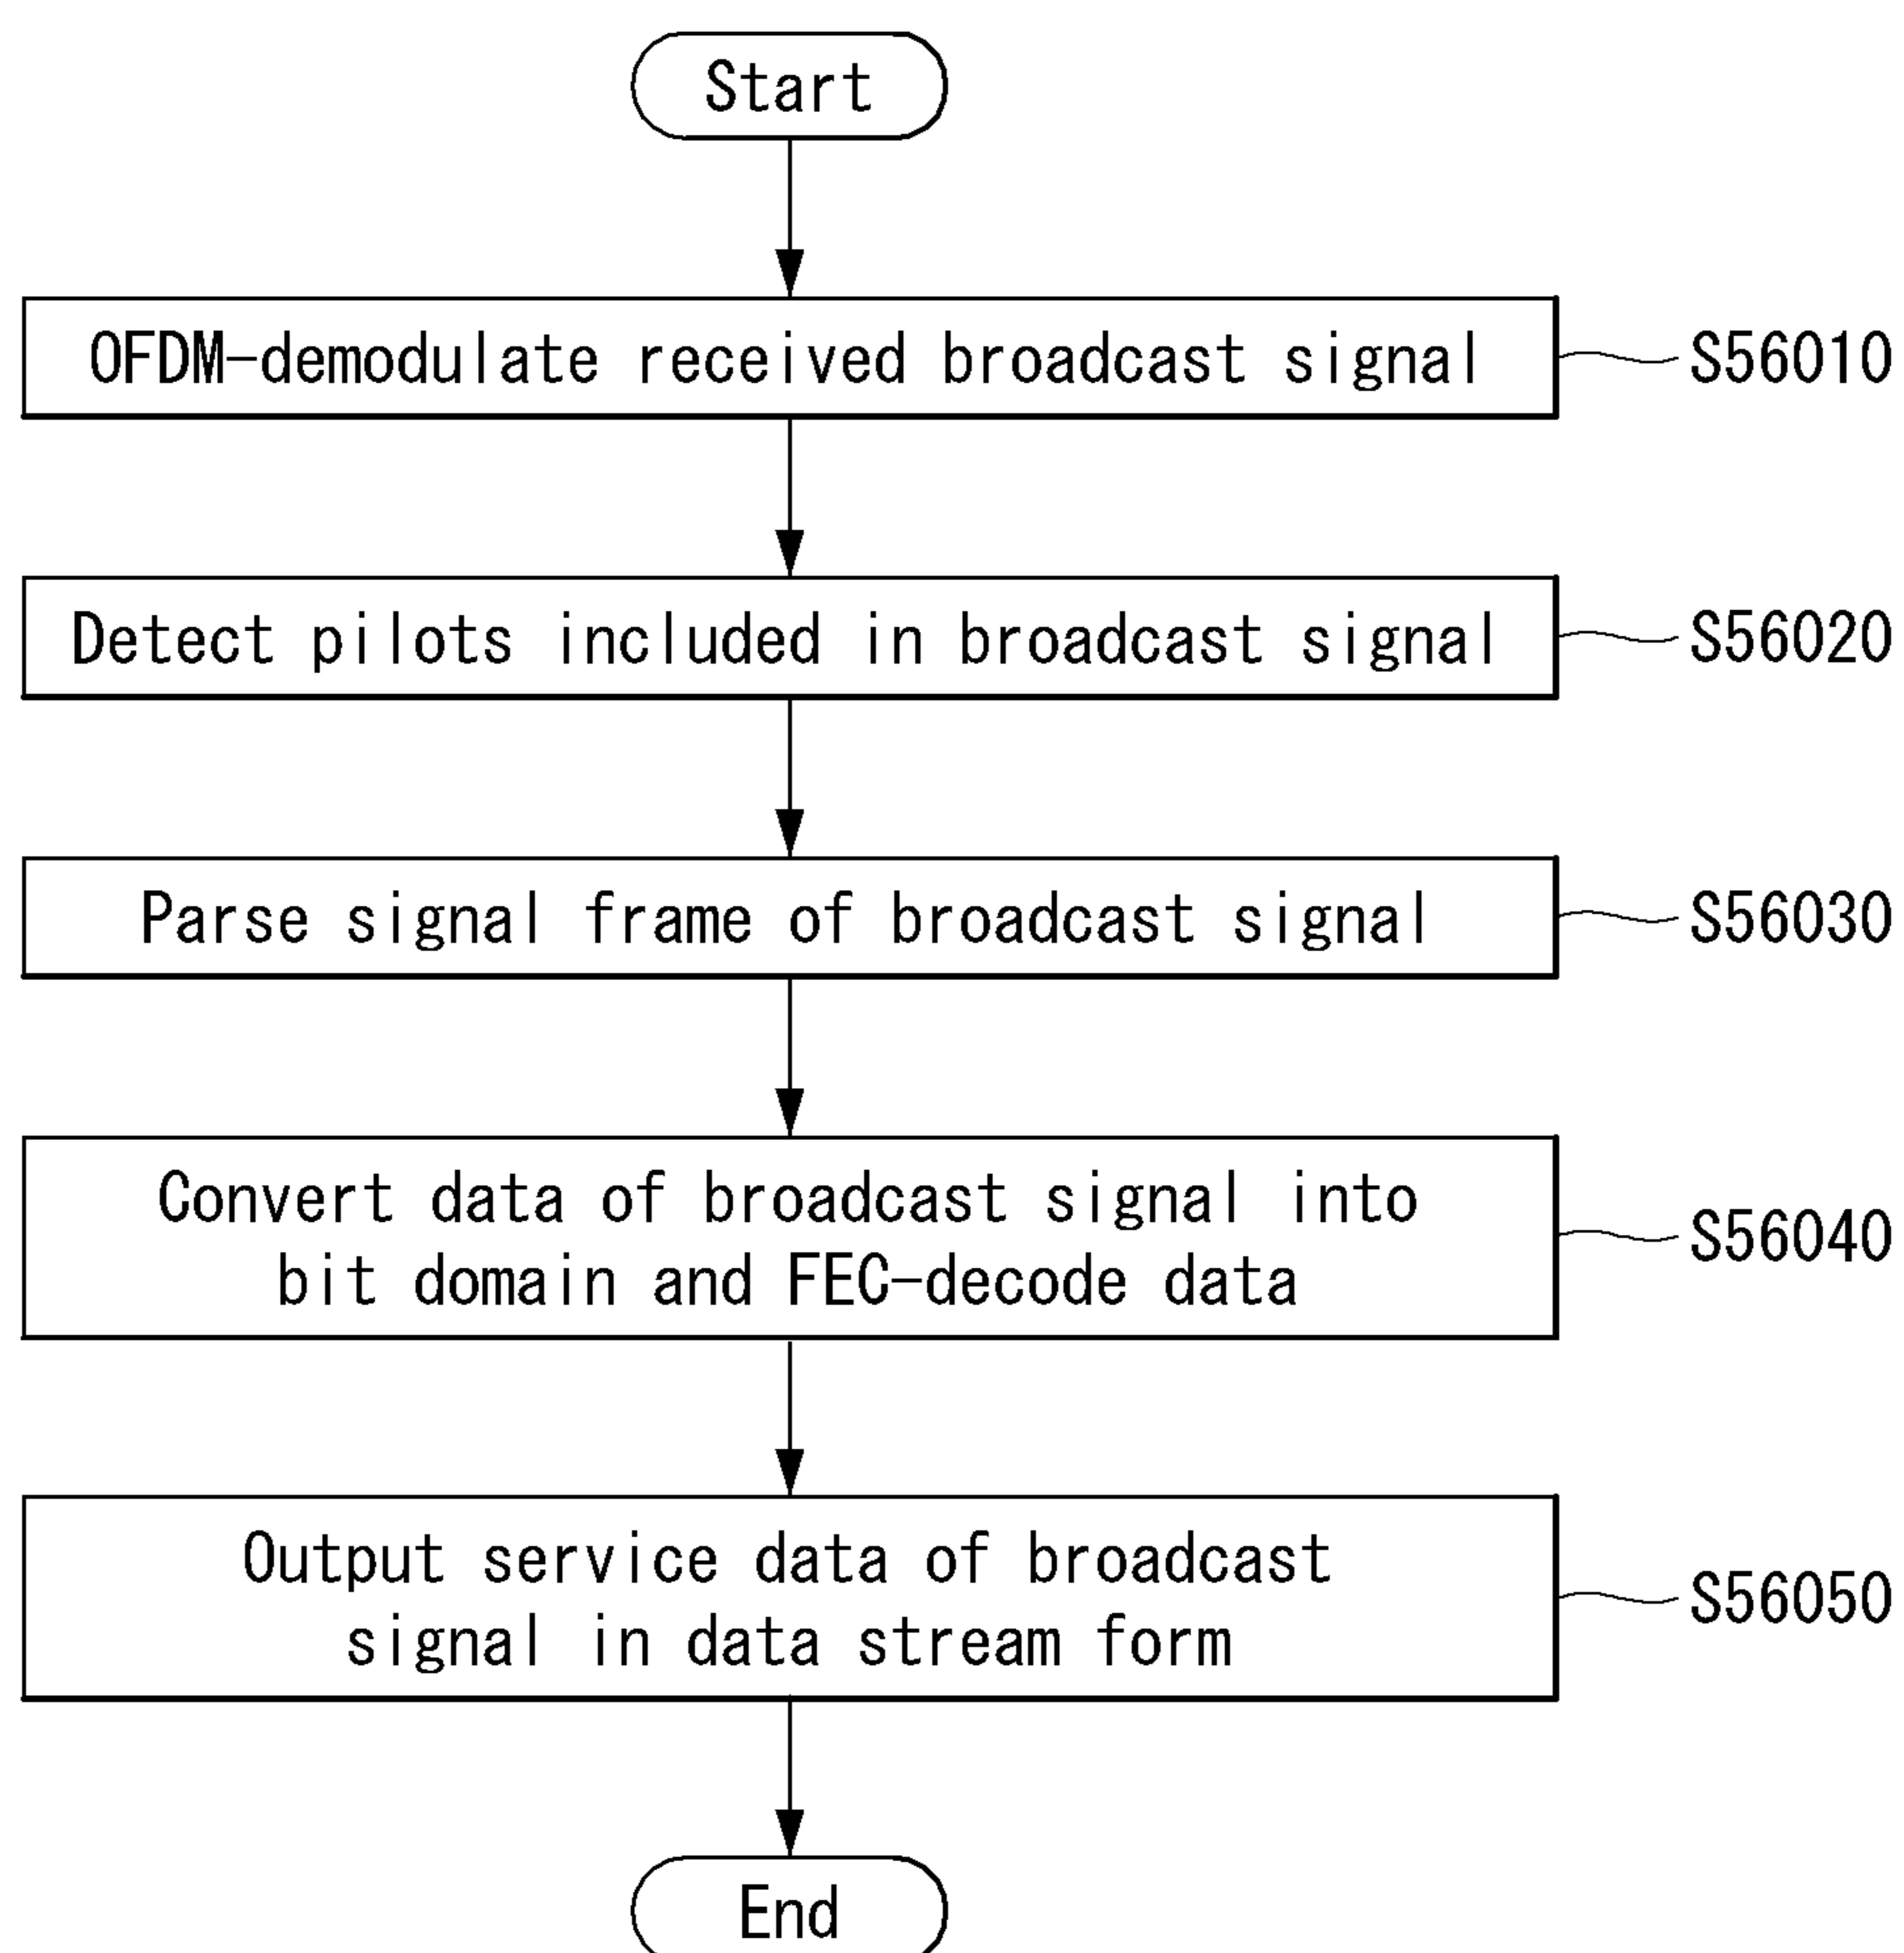 Start
OFDM-demodulate received broadcast signal
S56010
Detect pilots included in broadcast signal
S56020
Parse signal frame of broadcast signal
S56030
Convert data of broadcast signal into
bit domain and FEC-decode data
S56040
Output service data of broadcast
signal in data stream form
S56050
End